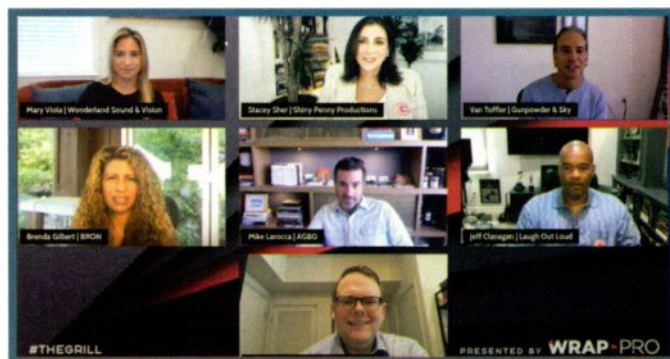 Mary Viola | Wonderland Sound & Vision
Stacey Sher | Shiny Penny Productions
Van Toffler | Gunpowder & Sky
Brenda Gilbert | BRON
Mike Larocca | AGBO
Jeff Clanagan | Laugh Out Loud
#THEGRILL
PRESENTED BY WRAP-PRO